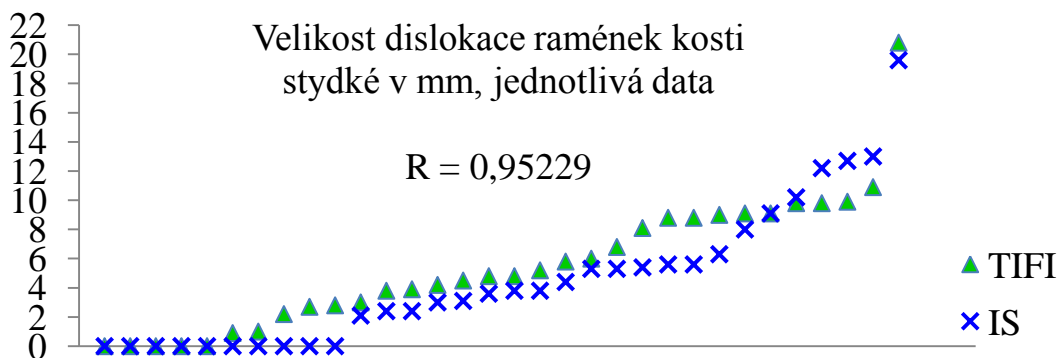 Velikost dislokace ramének kosti
stydké v mm, jednotlivá data
R = 0,95229
22
20
18
16
14
12
10
8
6
4
2
0
TIFI
IS